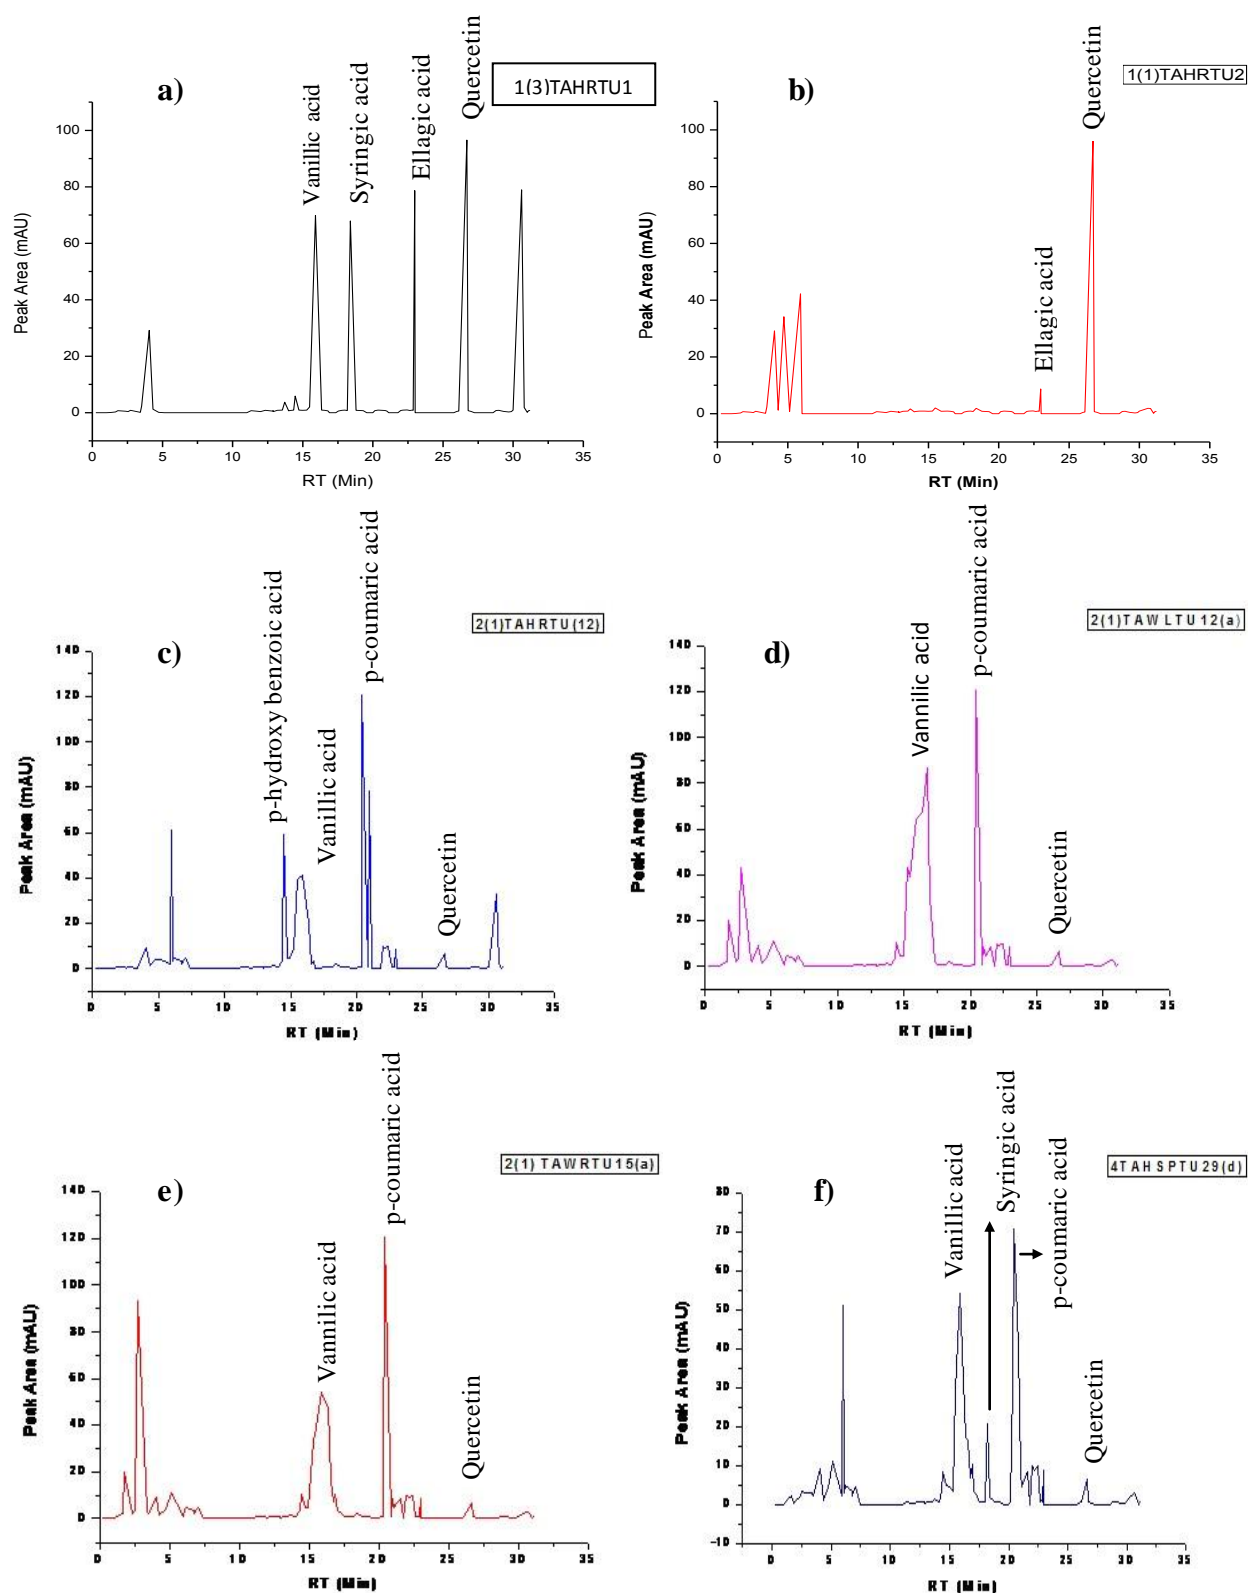 a)
Vanillic acid
Syringic acid
Ellagic acid
Quercetin
1(3)TAHRTU1
Peak Area (mAU)
100
80
60
40
20
0
0 5 10 15 20 25 30 35
RT (Min)
b)
Ellagic acid
Quercetin
1(1)TAHRTU2
Peak Area (mAU)
100
80
60
40
20
0
0 5 10 15 20 25 30 35
RT (Min)
c)
p-hydroxy benzoic acid
Vanillic acid
p-coumaric acid
Quercetin
2(1)TAHRTU(12)
Peak Area (mAU)
140
120
100
80
60
40
20
0
0 5 10 15 20 25 30 35
RT (Min)
d)
Vannilic acid
p-coumaric acid
Quercetin
2(1)TAWLTU12(a)
Peak Area (mAU)
140
120
100
80
60
40
20
0
0 5 10 15 20 25 30 35
RT (Min)
e)
Vannilic acid
p-coumaric acid
Quercetin
2(1) TAWRTU15(a)
Peak Area (mAU)
140
120
100
80
60
40
20
0
0 5 10 15 20 25 30 35
RT (Min)
f)
Vanillic acid
Syringic acid
p-coumaric acid
Quercetin
4TAHSPTU29(d)
Peak Area (mAU)
80
70
60
50
40
30
20
10
0
-10
0 5 10 15 20 25 30 35
RT (Min)